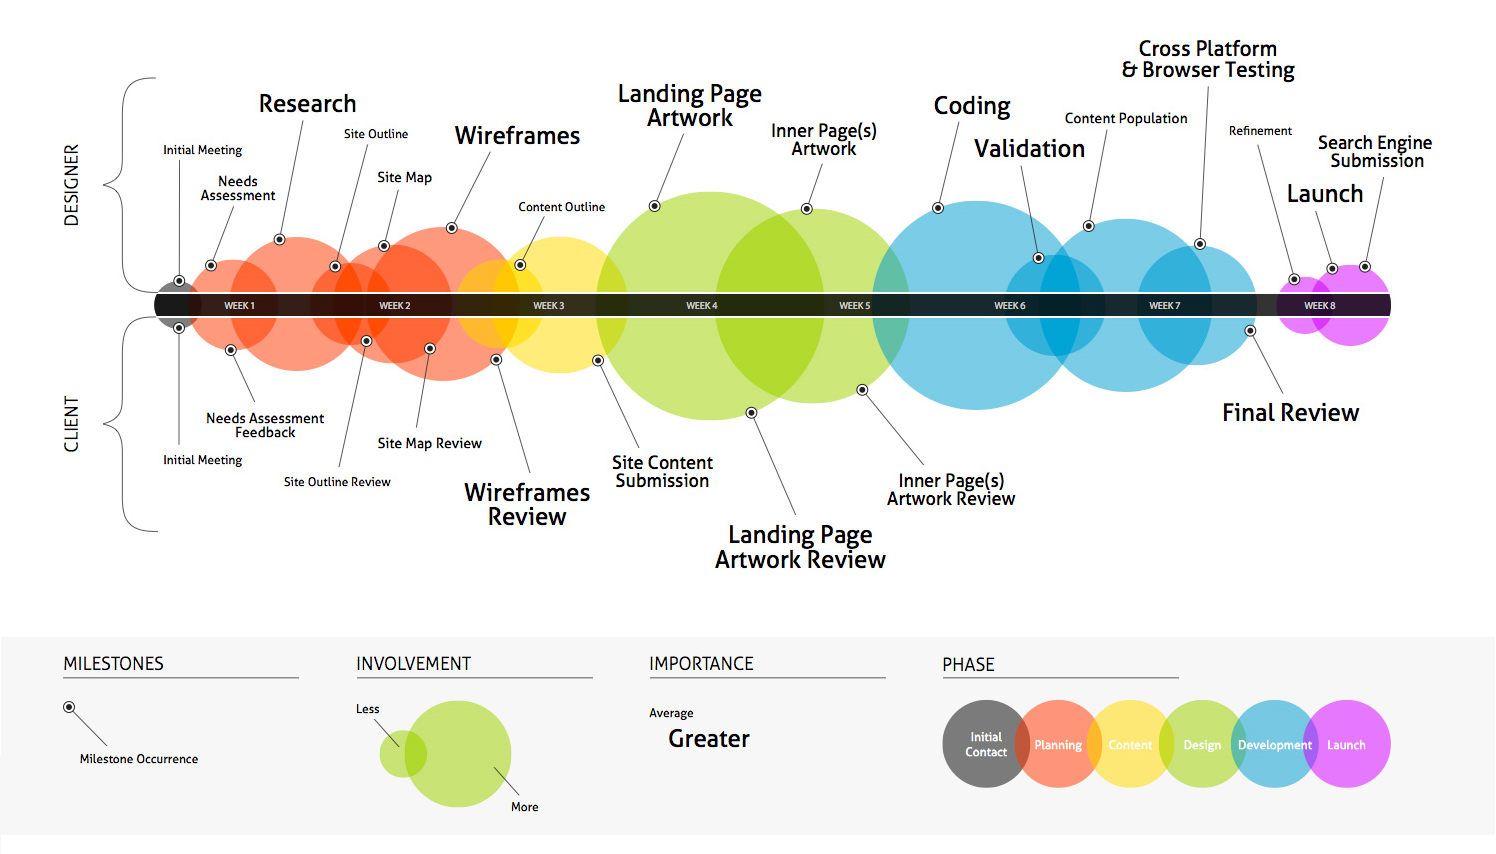 Cross Platform
& Browser Testing
Research
Landing Page
Artwork
Coding
Content Population
Site Outline
Wireframes
Inner Page(s)
Artwork
Validation
Refinement
Search Engine
Submission
Initial Meeting
Needs
Assessment
Site Map
Launch
Content Outline
DESIGNER
WEEK 1
WEEK 2
WEEK 3
WEEK 4
WEEK 5
WEEK 6
WEEK 7
WEEK 8
CLIENT
Needs Assessment
Feedback
Final Review
Site Map Review
Initial Meeting
Site Outline Review
Site Content
Submission
Inner Page(s)
Artwork Review
Wireframes
Review
Landing Page
Artwork Review
MILESTONES
Milestone Occurrence
INVOLVEMENT
Less
More
IMPORTANCE
Average
Greater
PHASE
Initial
Contact
Planning
Content
Design
Development
Launch